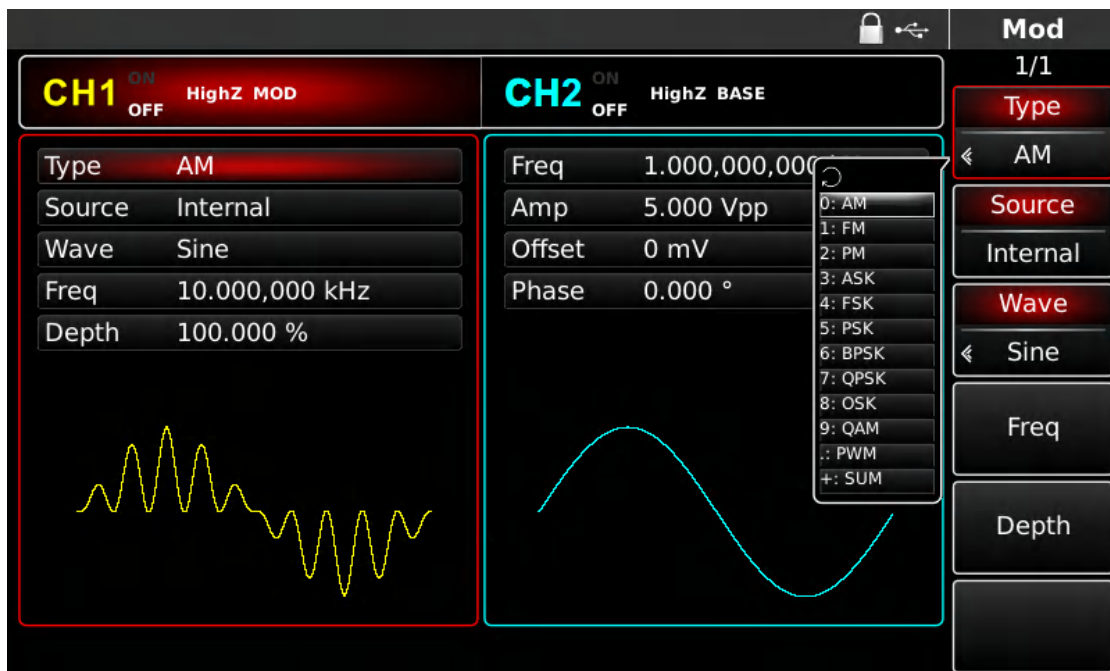 Mod
1/1
CH1 ON OFF HighZ MOD
CH2 ON OFF HighZ BASE
Type AM
Source Internal
Wave Sine
Freq 10.000,000 kHz
Depth 100.000 %
Freq 1.000,000,000
Amp 5.000 Vpp
Offset 0 mV
Phase 0.000 °
0: AM
1: FM
2: PM
3: ASK
4: FSK
5: PSK
6: BPSK
7: QPSK
8: OSK
9: QAM
.: PWM
+: SUM
Type
AM
Source
Internal
Wave
Sine
Freq
Depth